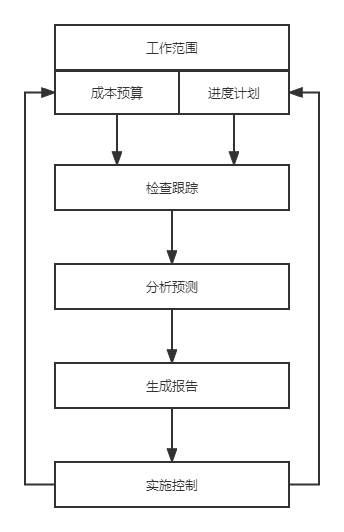 工作范围
成本预算 进度计划
检查跟踪
分析预测
生成报告
实施控制